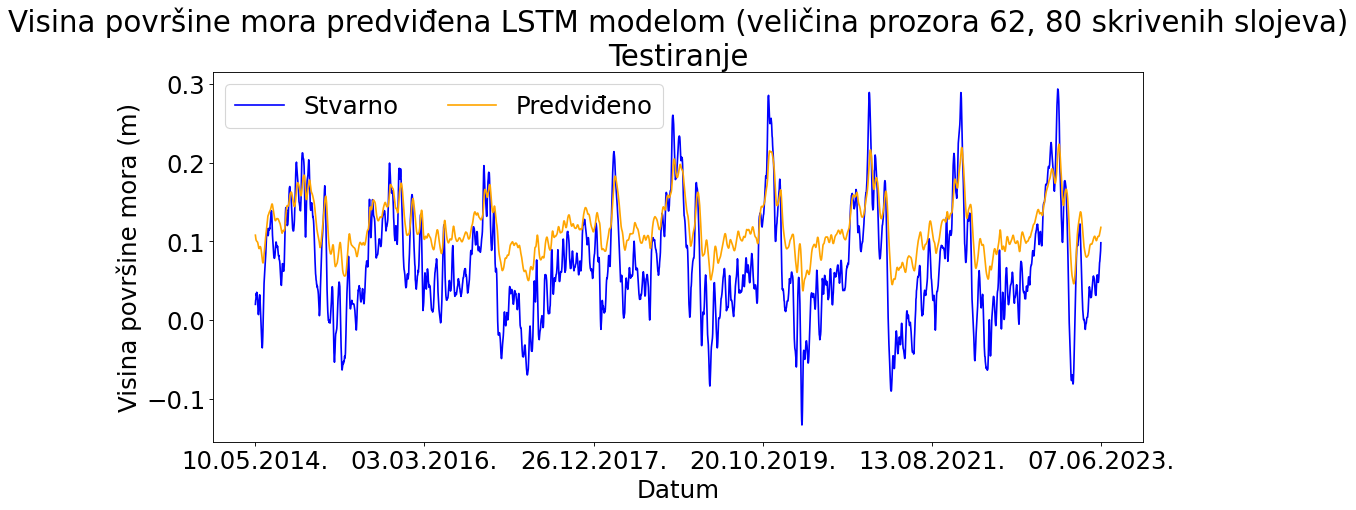 Visina površine mora predviđena LSTM modelom (veličina prozora 62, 80 skrivenih slojeva)
Testiranje
Stvarno
Predviđeno
Visina površine mora (m)
0.3
0.2
0.1
0.0
−0.1
10.05.2014.
03.03.2016.
26.12.2017.
20.10.2019.
13.08.2021.
07.06.2023.
Datum